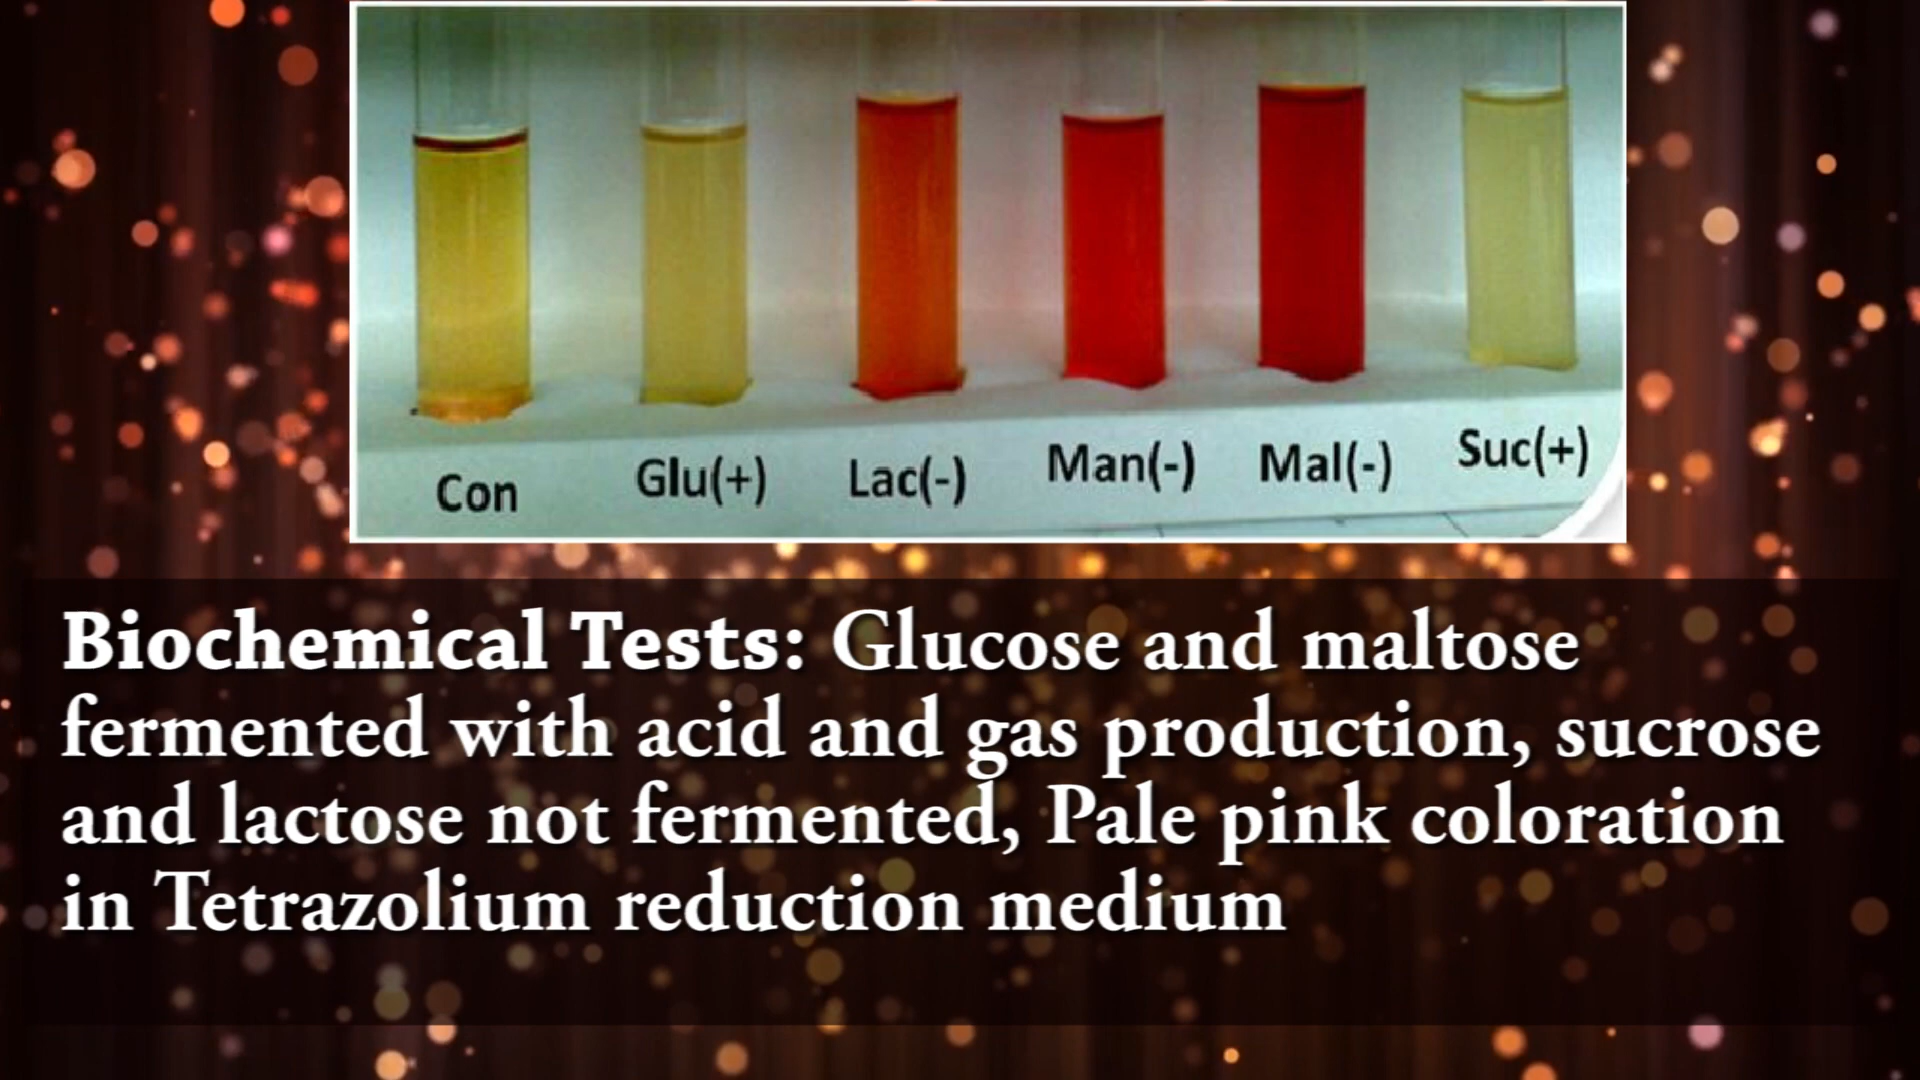 Con Glu(+) Lac(-) Man(-) Mal(-) Suc(+)
Biochemical Tests: Glucose and maltose
fermented with acid and gas production, sucrose
and lactose not fermented, Pale pink coloration
in Tetrazolium reduction medium